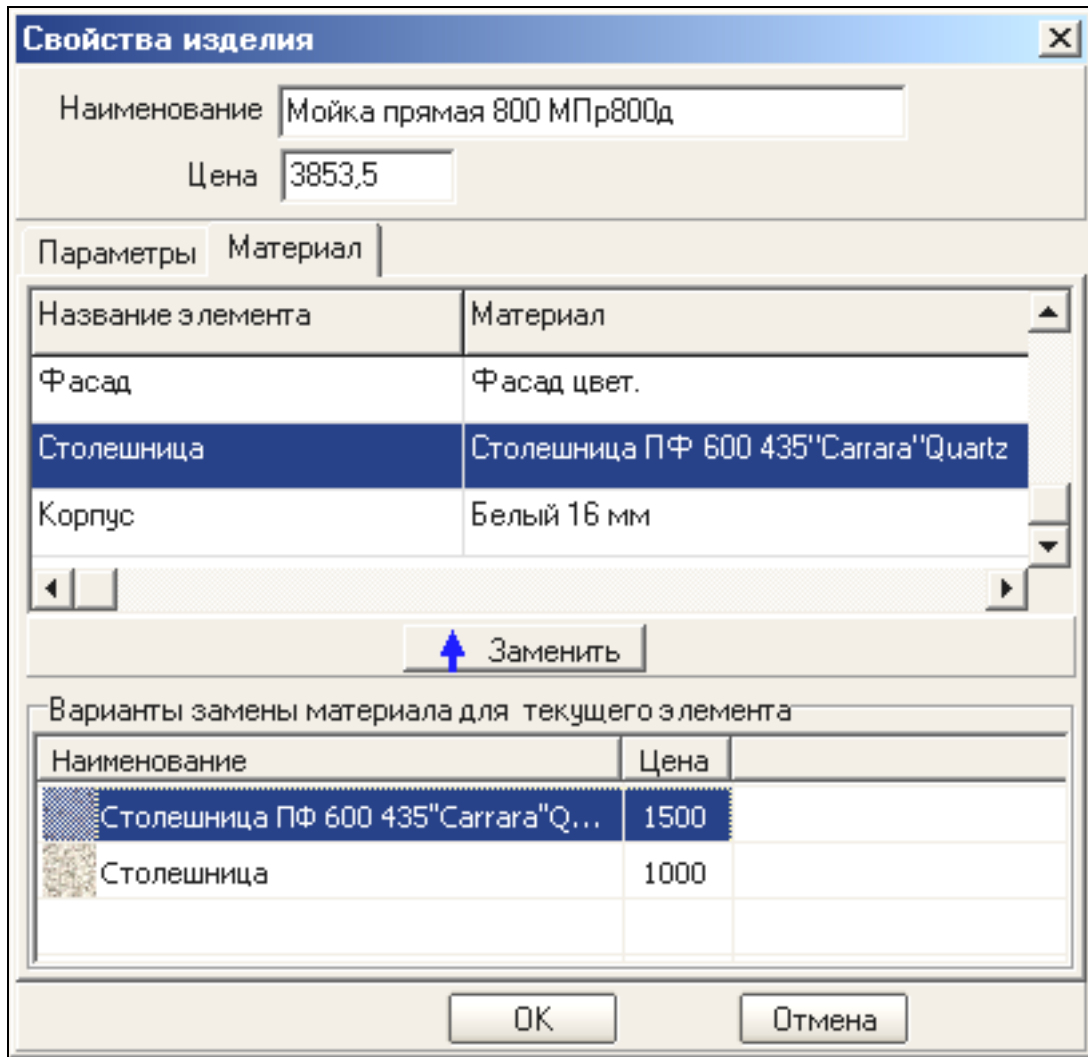 Свойства изделия
Наименование Мойка прямая 800 МПр800д
Цена 3853,5
Параметры Материал
Название элемента Материал
Фасад Фасад цвет.
Столешница Столешница ПФ 600 435"Carrara"Quartz
Корпус Белый 16 мм
Заменить
Варианты замены материала для текущего элемента
Наименование Цена
Столешница ПФ 600 435"Carrara"Q... 1500
Столешница 1000
OK Отмена